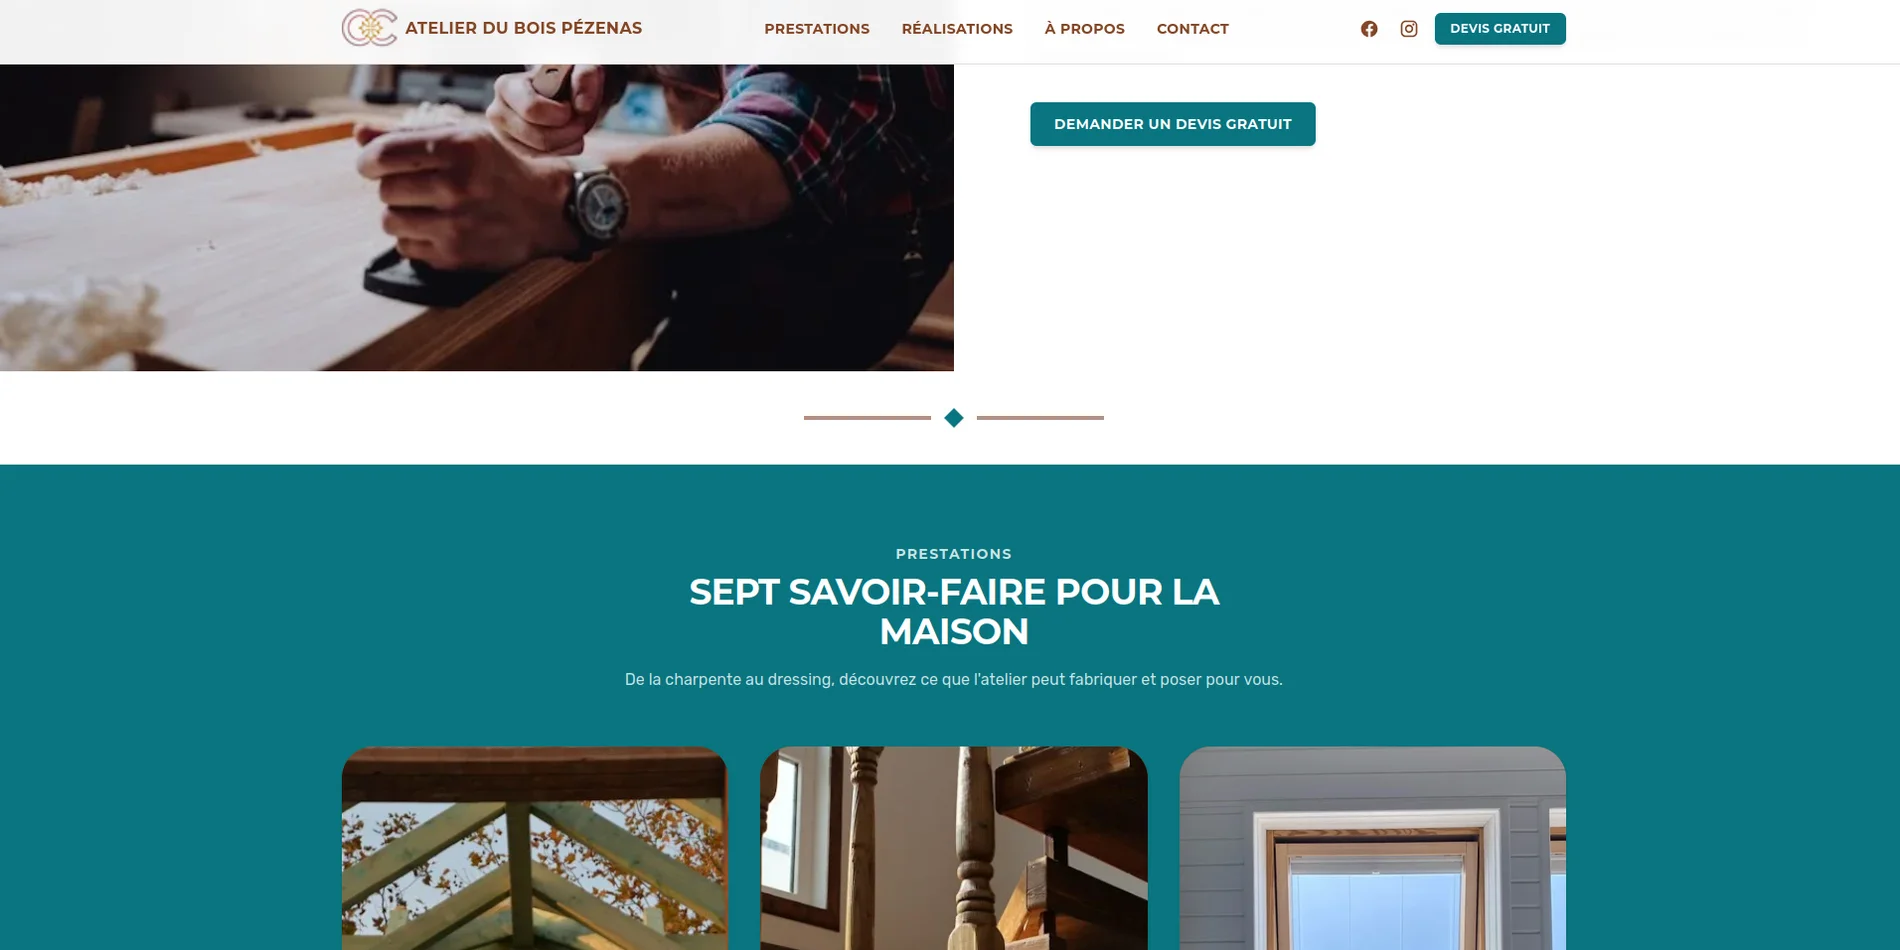 ATELIER DU BOIS PÉZENAS
PRESTATIONS
RÉALISATIONS
À PROPOS
CONTACT
DEVIS GRATUIT
DEMANDER UN DEVIS GRATUIT
PRESTATIONS
SEPT SAVOIR-FAIRE POUR LA
MAISON
De la charpente au dressing, découvrez ce que l'atelier peut fabriquer et poser pour vous.